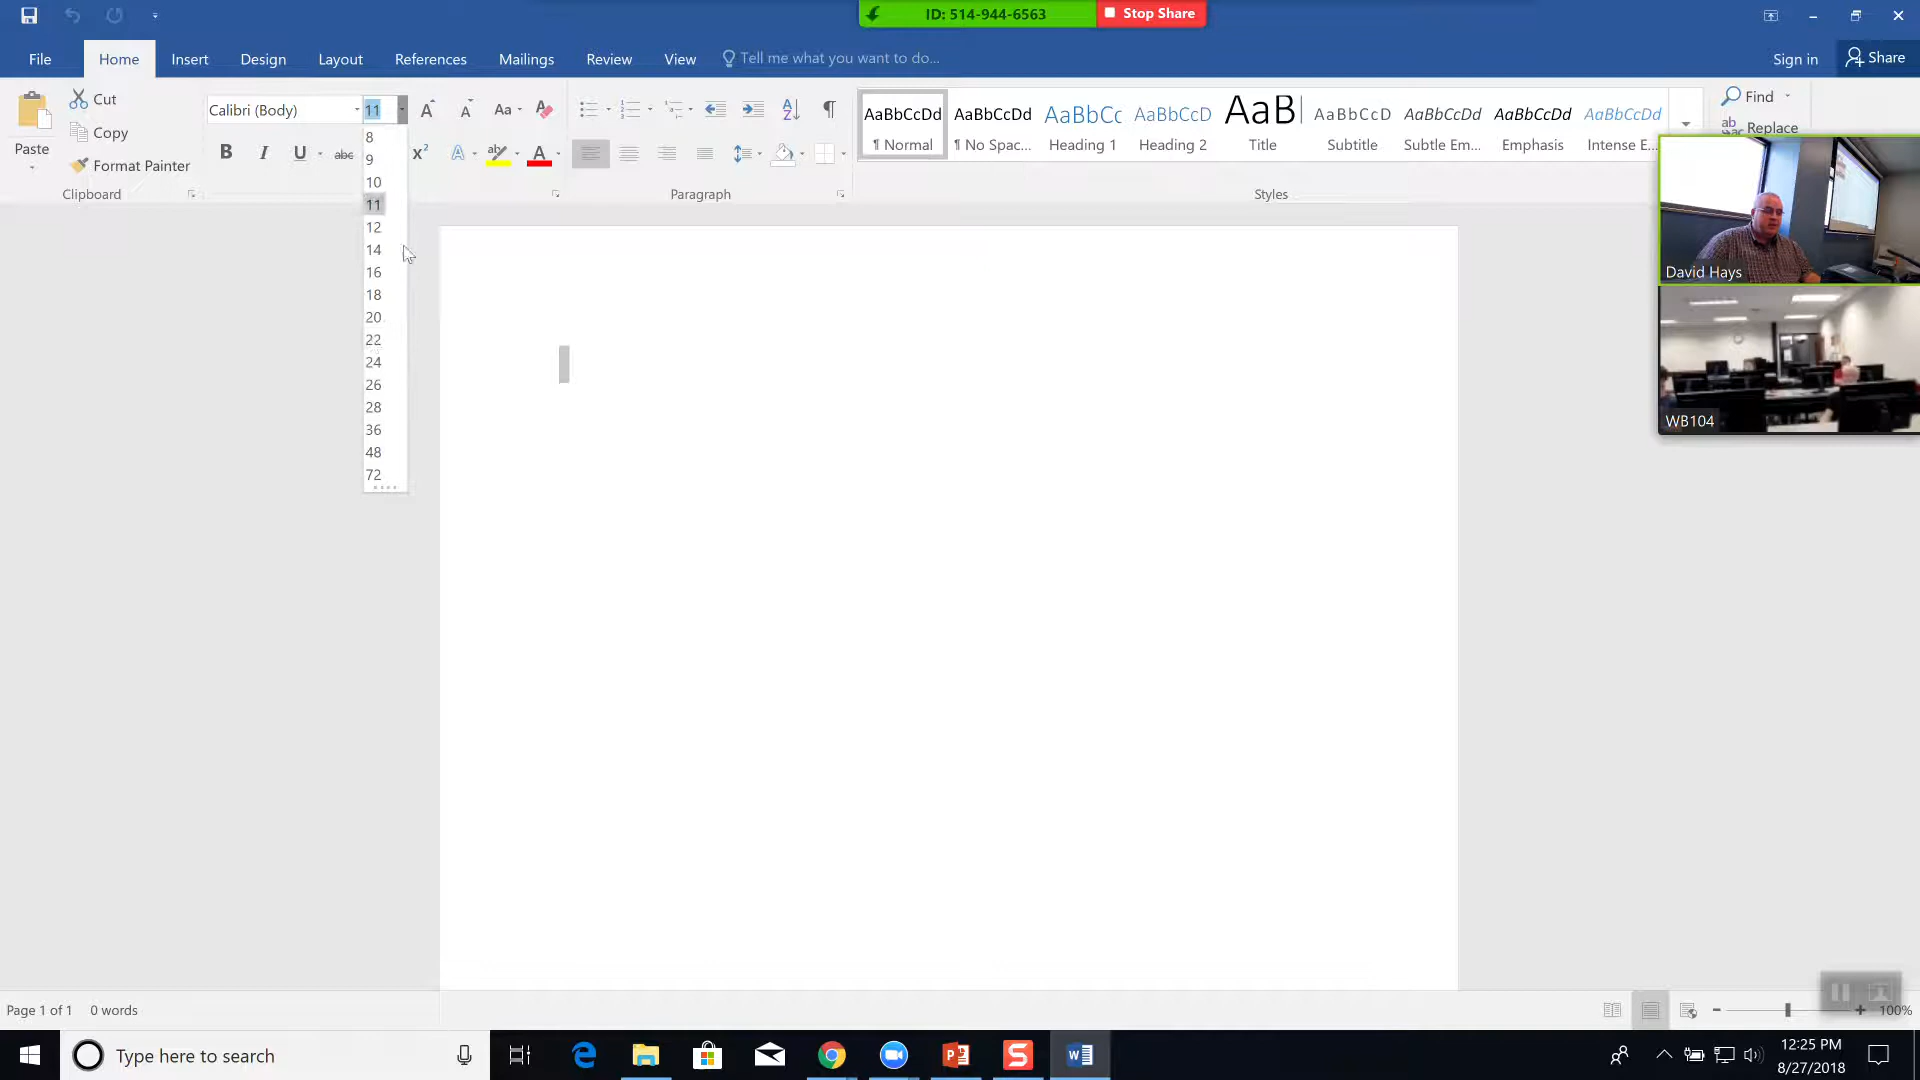 ID: 514-944-6563 Stop Share
File Home Insert Design Layout References Mailings Review View Tell me what you want to do... Sign in Share
Paste
Cut
Copy
Format Painter
Clipboard
Calibri (Body) 11
8
9
10
11
12
14
16
18
20
22
24
26
28
36
48
72
B I U abc x² A ab A
A A Aa
Paragraph
AaBbCcDd AaBbCcDd AaBbCc AaBbCcD AaB AaBbCcD AaBbCcDd AaBbCcDd AaBbCcDd
¶ Normal ¶ No Spac... Heading 1 Heading 2 Title Subtitle Subtle Em... Emphasis Intense E...
Styles
Find
Replace
David Hays
WB104
Page 1 of 1 0 words
100%
Type here to search
12:25 PM
8/27/2018